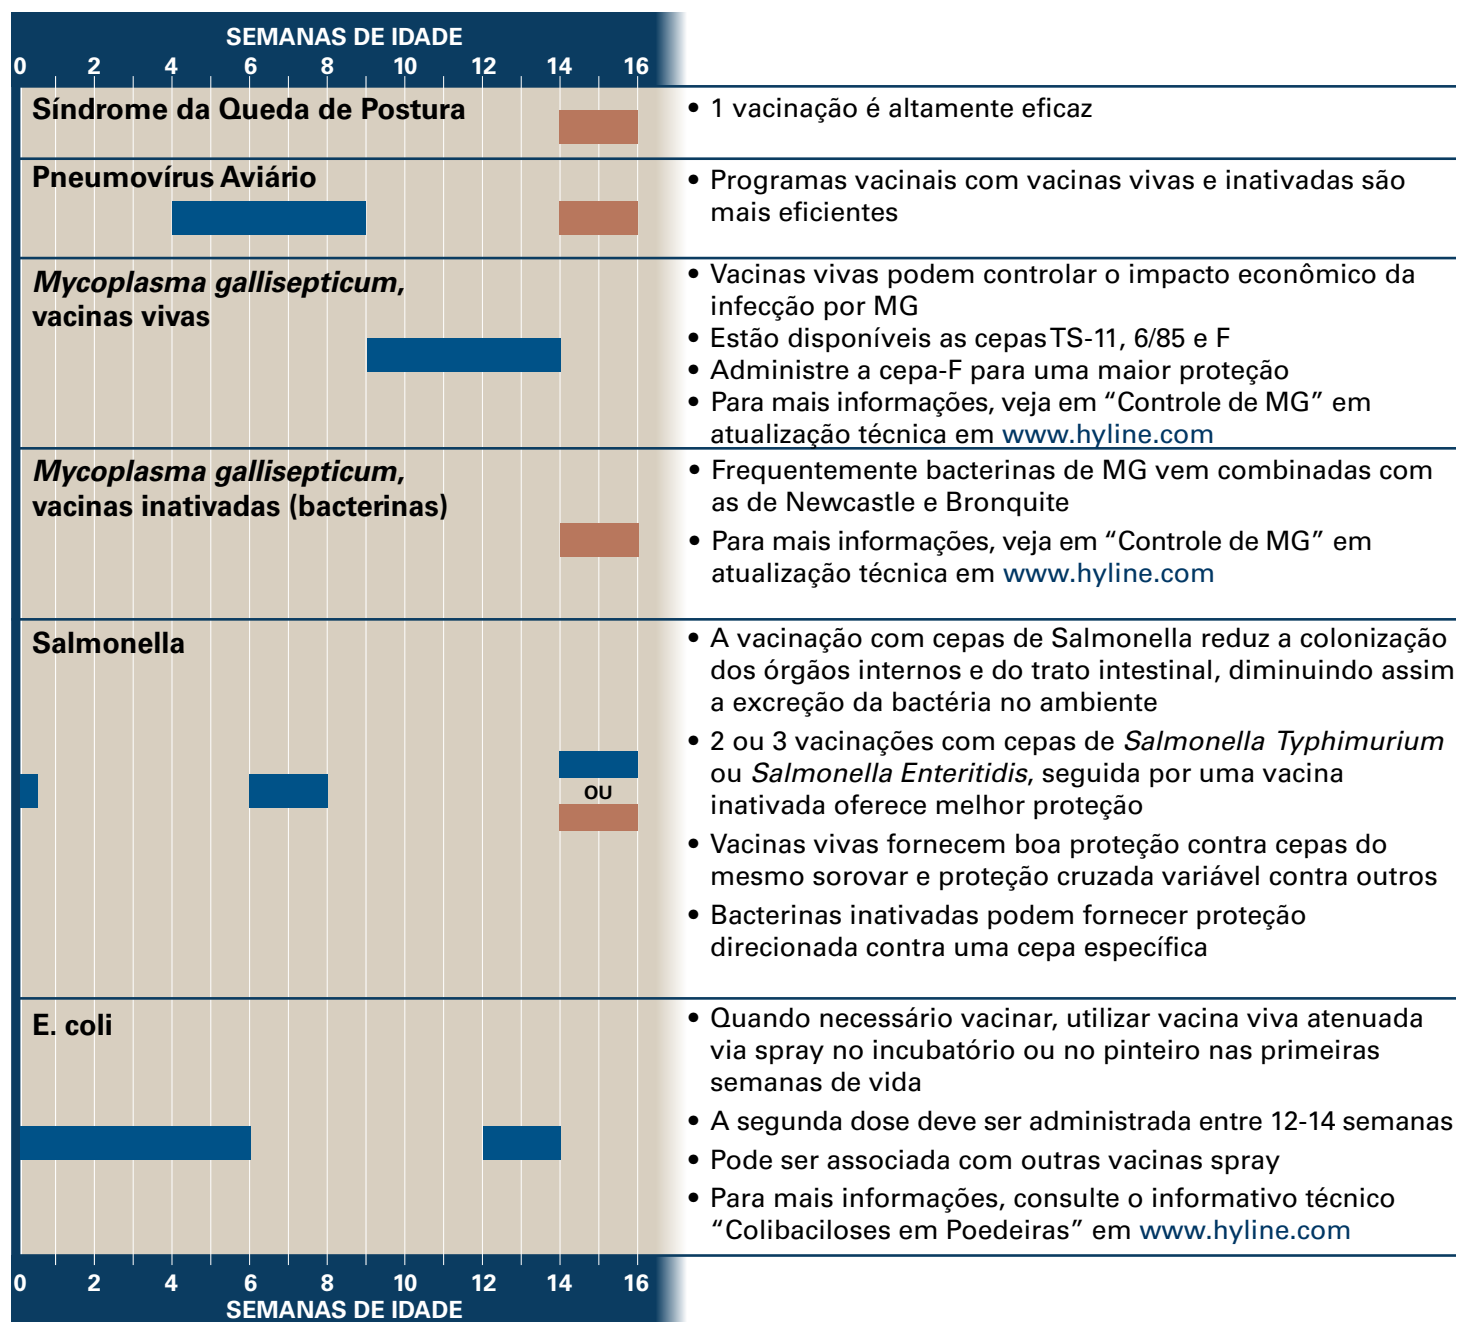 SEMANAS DE IDADE
0 2 4 6 8 10 12 14 16
Síndrome da Queda de Postura
• 1 vacinação é altamente eficaz
Pneumovírus Aviário
• Programas vacinais com vacinas vivas e inativadas são
mais eficientes
Mycoplasma gallisepticum,
vacinas vivas
• Vacinas vivas podem controlar o impacto econômico da
infecção por MG
• Estão disponíveis as cepas TS-11, 6/85 e F
• Administre a cepa-F para uma maior proteção
• Para mais informações, veja em “Controle de MG” em
atualização técnica em www.hyline.com
Mycoplasma gallisepticum,
vacinas inativadas (bacterinas)
• Frequentemente bacterinas de MG vem combinadas com
as de Newcastle e Bronquite
• Para mais informações, veja em “Controle de MG” em
atualização técnica em www.hyline.com
Salmonella
OU
• A vacinação com cepas de Salmonella reduz a colonização
dos órgãos internos e do trato intestinal, diminuindo assim
a excreção da bactéria no ambiente
• 2 ou 3 vacinações com cepas de Salmonella Typhimurium
ou Salmonella Enteritidis, seguida por uma vacina
inativada oferece melhor proteção
• Vacinas vivas fornecem boa proteção contra cepas do
mesmo sorovar e proteção cruzada variável contra outros
• Bacterinas inativadas podem fornecer proteção
direcionada contra uma cepa específica
E. coli
• Quando necessário vacinar, utilizar vacina viva atenuada
via spray no incubatório ou no pinteiro nas primeiras
semanas de vida
• A segunda dose deve ser administrada entre 12-14 semanas
• Pode ser associada com outras vacinas spray
• Para mais informações, consulte o informativo técnico
“Colibaciloses em Poedeiras” em www.hyline.com
0 2 4 6 8 10 12 14 16
SEMANAS DE IDADE